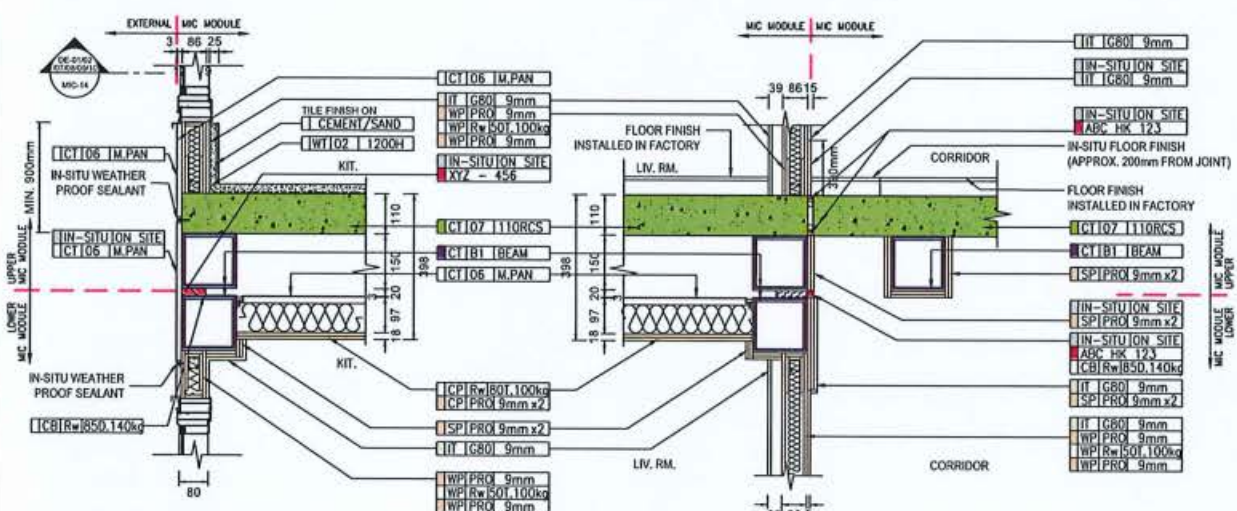 EXTERNAL MIC MODULE
3 86 25
MIC-14
CT 06 M.PAN
IN-SITU WEATHER
PROOF SEALANT
MIN. 900mm
IN-SITU ON SITE
CT 06 M.PAN
UPPER
MIC MODULE
LOWER
MIC MODULE
IN-SITU WEATHER
PROOF SEALANT
CB Rw 85D.140kg
80
TILE FINISH ON
CEMENT/SAND
WT 02 1200H
KIT.
KIT.
110
150
20
3
97
18
398
CT 06 M.PAN
IT G80 9mm
WP PRO 9mm
WP Rw 50T.100kg
WP PRO 9mm
IN-SITU ON SITE
XYZ - 456
CT 07 110RCS
CT B1 BEAM
CT 06 M.PAN
CP Rw 80T.100kg
CP PRO 9mm x2
SP PRO 9mm x2
IT G80 9mm
WP PRO 9mm
WP Rw 50T.100kg
WP PRO 9mm
MIC MODULE MIC MODULE
39 86 15
FLOOR FINISH
INSTALLED IN FACTORY
LIV. RM.
CORRIDOR
398
110
150
20
3
97
18
LIV. RM.
CORRIDOR
IT G80 9mm
IN-SITU ON SITE
IT G80 9mm
IN-SITU ON SITE
ABC HK 123
IN-SITU FLOOR FINISH
(APPROX. 200mm FROM JOINT)
FLOOR FINISH
INSTALLED IN FACTORY
CT 07 110RCS
CT B1 BEAM
SP PRO 9mm x2
MIC MODULE
UPPER
MIC MODULE
LOWER
IN-SITU ON SITE
SP PRO 9mm x2
IN-SITU ON SITE
ABC HK 123
CB Rw 85D.140kg
IT G80 9mm
SP PRO 9mm x2
IT G80 9mm
WP PRO 9mm
WP Rw 50T.100kg
WP PRO 9mm